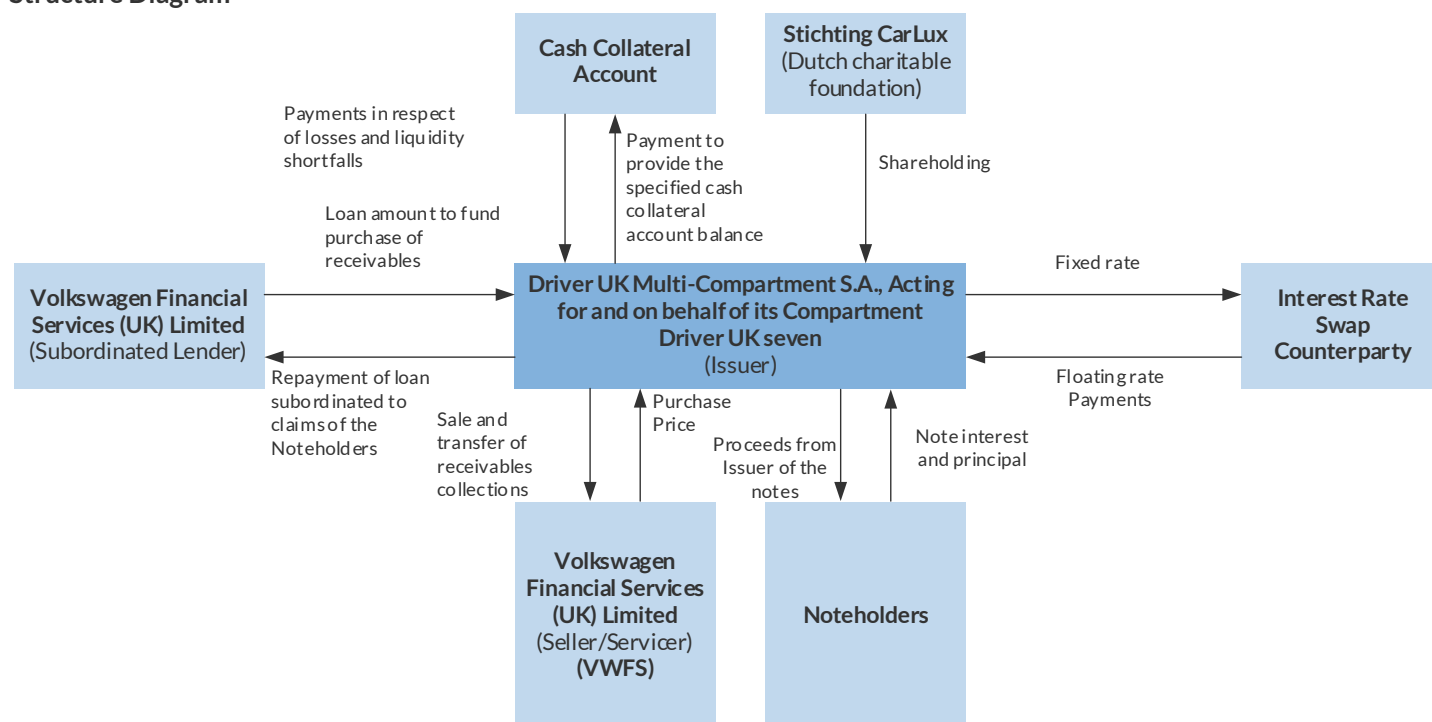 Structure Diagram
Cash Collateral
Account
Stichting CarLux
(Dutch charitable
foundation)
Payments in respect
of losses and liquidity
shortfalls
Payment to
provide the
specified cash
collateral
account balance
Shareholding
Loan amount to fund
purchase of
receivables
Fixed rate
Volkswagen Financial
Services (UK) Limited
(Subordinated Lender)
Driver UK Multi-Compartment S.A., Acting
for and on behalf of its Compartment
Driver UK seven
(Issuer)
Interest Rate
Swap
Counterparty
Repayment of loan
subordinated to
claims of the
Noteholders
Floating rate
Payments
Sale and
transfer of
receivables
collections
Purchase
Price
Proceeds from
Issuer of the
notes
Note interest
and principal
Volkswagen
Financial Services
(UK) Limited
(Seller/Servicer)
(VWFS)
Noteholders